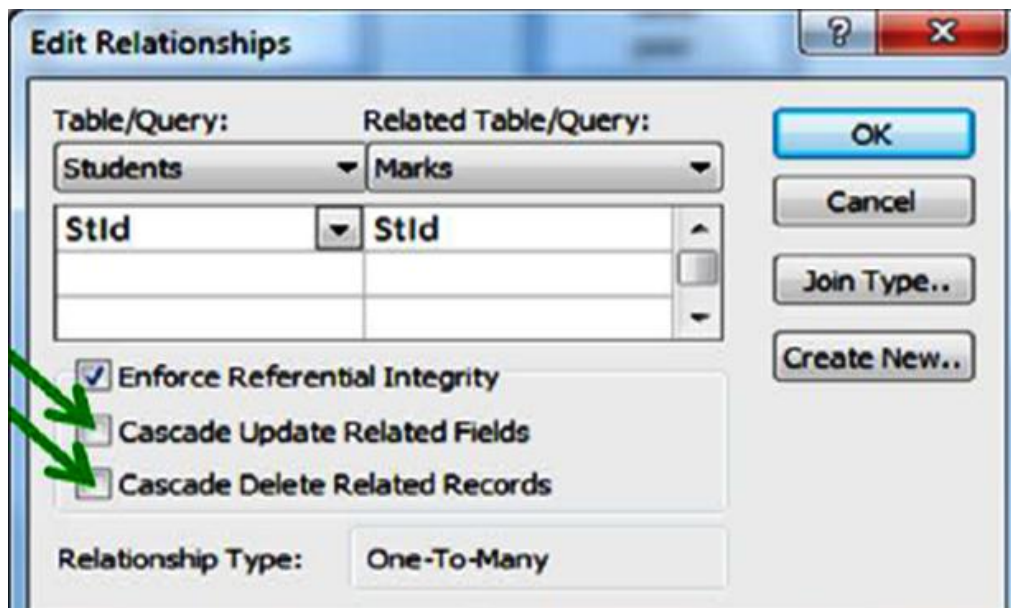 Edit Relationships
?
Table/Query: Related Table/Query:
Students Marks
StId StId
OK
Cancel
Join Type..
Create New..
Enforce Referential Integrity
Cascade Update Related Fields
Cascade Delete Related Records
Relationship Type: One-To-Many